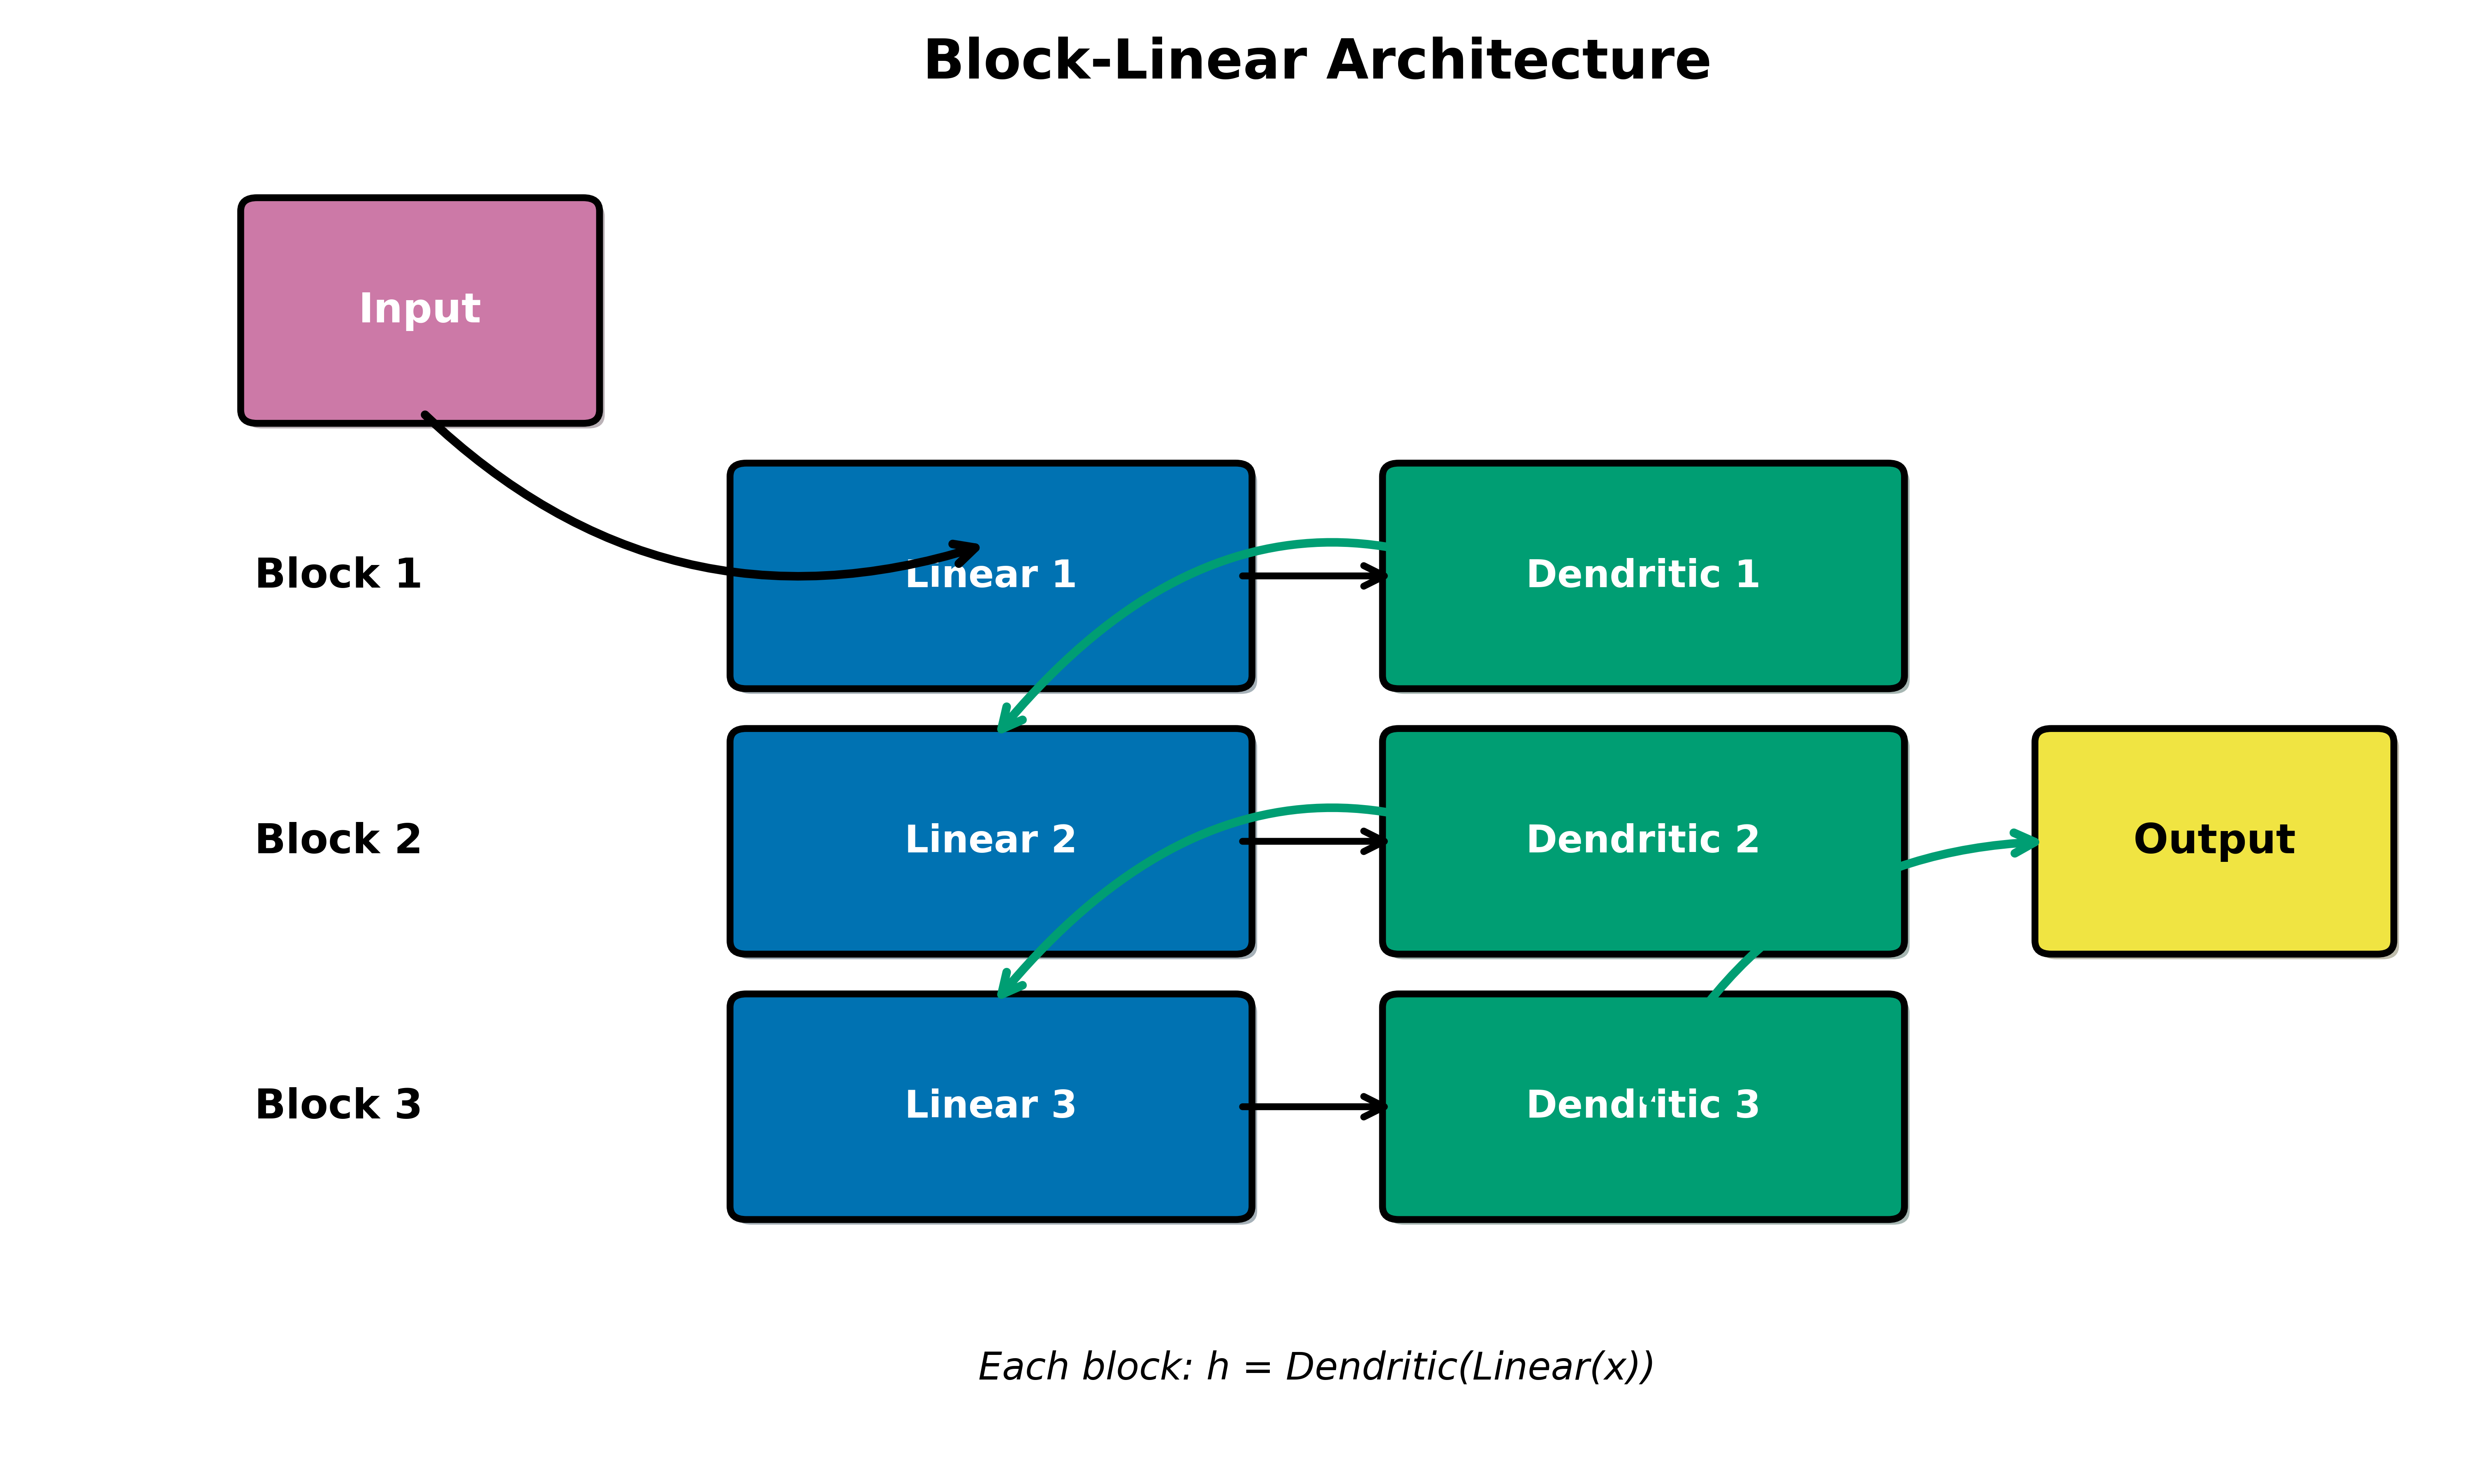 Block-Linear Architecture
Input
Block 1
Linear 1
Dendritic 1
Block 2
Linear 2
Dendritic 2
Output
Block 3
Linear 3
Dendritic 3
Each block: h = Dendritic(Linear(x))